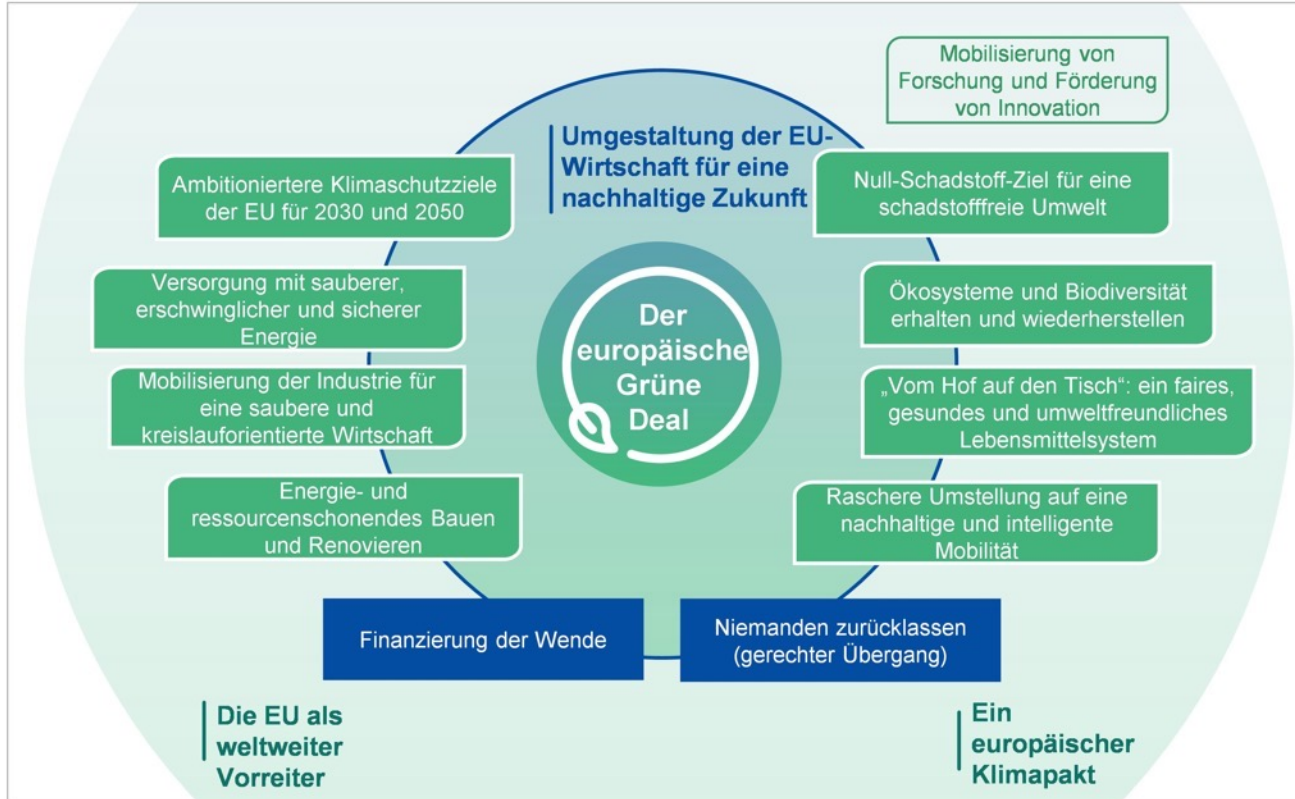 Mobilisierung von
Forschung und Förderung
von Innovation
Umgestaltung der EU-
Wirtschaft für eine
nachhaltige Zukunft
Ambitioniertere Klimaschutzziele
der EU für 2030 und 2050
Null-Schadstoff-Ziel für eine
schadstofffreie Umwelt
Versorgung mit sauberer,
erschwinglicher und sicherer
Energie
Ökosysteme und Biodiversität
erhalten und wiederherstellen
Der
europäische
Grüne
Deal
Mobilisierung der Industrie für
eine saubere und
kreislauforientierte Wirtschaft
„Vom Hof auf den Tisch“: ein faires,
gesundes und umweltfreundliches
Lebensmittelsystem
Energie- und
ressourcenschonendes Bauen
und Renovieren
Raschere Umstellung auf eine
nachhaltige und intelligente
Mobilität
Finanzierung der Wende
Niemanden zurücklassen
(gerechter Übergang)
Die EU als
weltweiter
Vorreiter
Ein
europäischer
Klimapakt